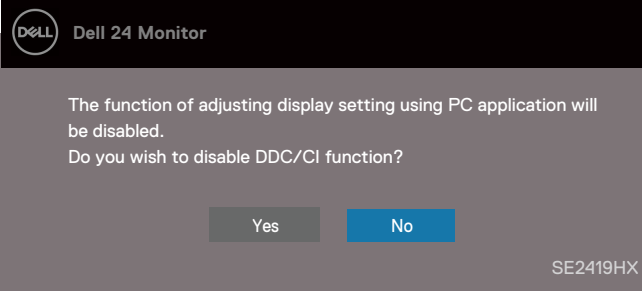 DELL
Dell 24 Monitor
The function of adjusting display setting using PC application will
be disabled.
Do you wish to disable DDC/CI function?
Yes No
SE2419HX